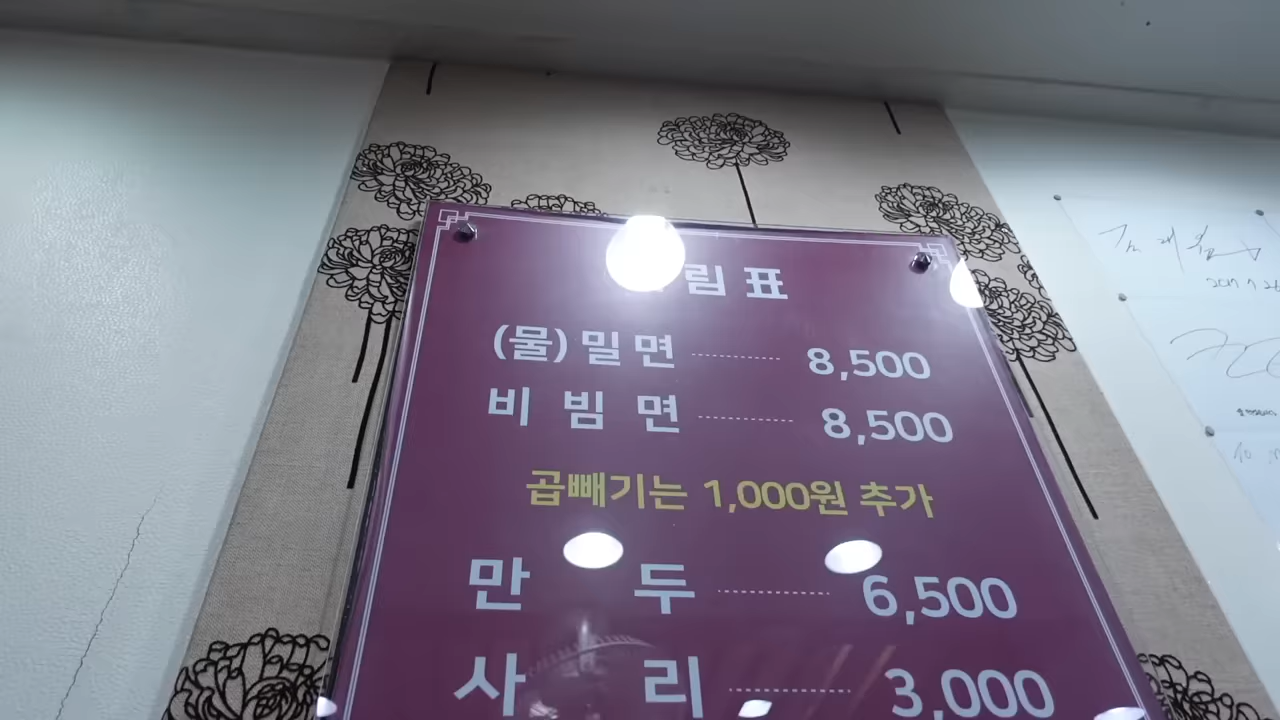 림표
(물)밀면 8,500
비빔면 8,500
곱빼기는 1,000원 추가
만두 6,500
사리 3,000